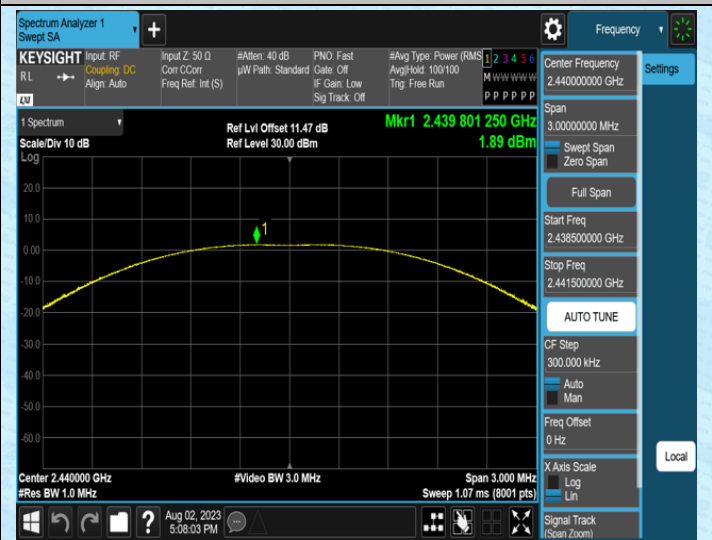 Spectrum Analyzer 1
Swept SA
+
Frequency
KEYSIGHT
RL
LXI
Input: RF
Coupling: DC
Align: Auto
Input Z: 50 Ω
Corr CCorr
Freq Ref: Int (S)
#Atten: 40 dB
µW Path: Standard
PNO: Fast
Gate: Off
IF Gain: Low
Sig Track: Off
#Avg Type: Power (RMS
Avg|Hold: 100/100
Trig: Free Run
1 2 3 4 5 6
M W W W W W
P P P P P P
1 Spectrum
Scale/Div 10 dB
Log
Ref Lvl Offset 11.47 dB
Ref Level 30.00 dBm
Mkr1 2.439 801 250 GHz
1.89 dBm
1
20.0
10.0
0.00
-10.0
-20.0
-30.0
-40.0
-50.0
-60.0
Center 2.440000 GHz
#Res BW 1.0 MHz
#Video BW 3.0 MHz
Span 3.000 MHz
Sweep 1.07 ms (8001 pts)
?
Aug 02, 2023
5:08:03 PM
Center Frequency
2.440000000 GHz
Span
3.00000000 MHz
Swept Span
Zero Span
Full Span
Start Freq
2.438500000 GHz
Stop Freq
2.441500000 GHz
AUTO TUNE
CF Step
300.000 kHz
Auto
Man
Freq Offset
0 Hz
X Axis Scale
Log
Lin
Signal Track
(Span Zoom)
Settings
Local